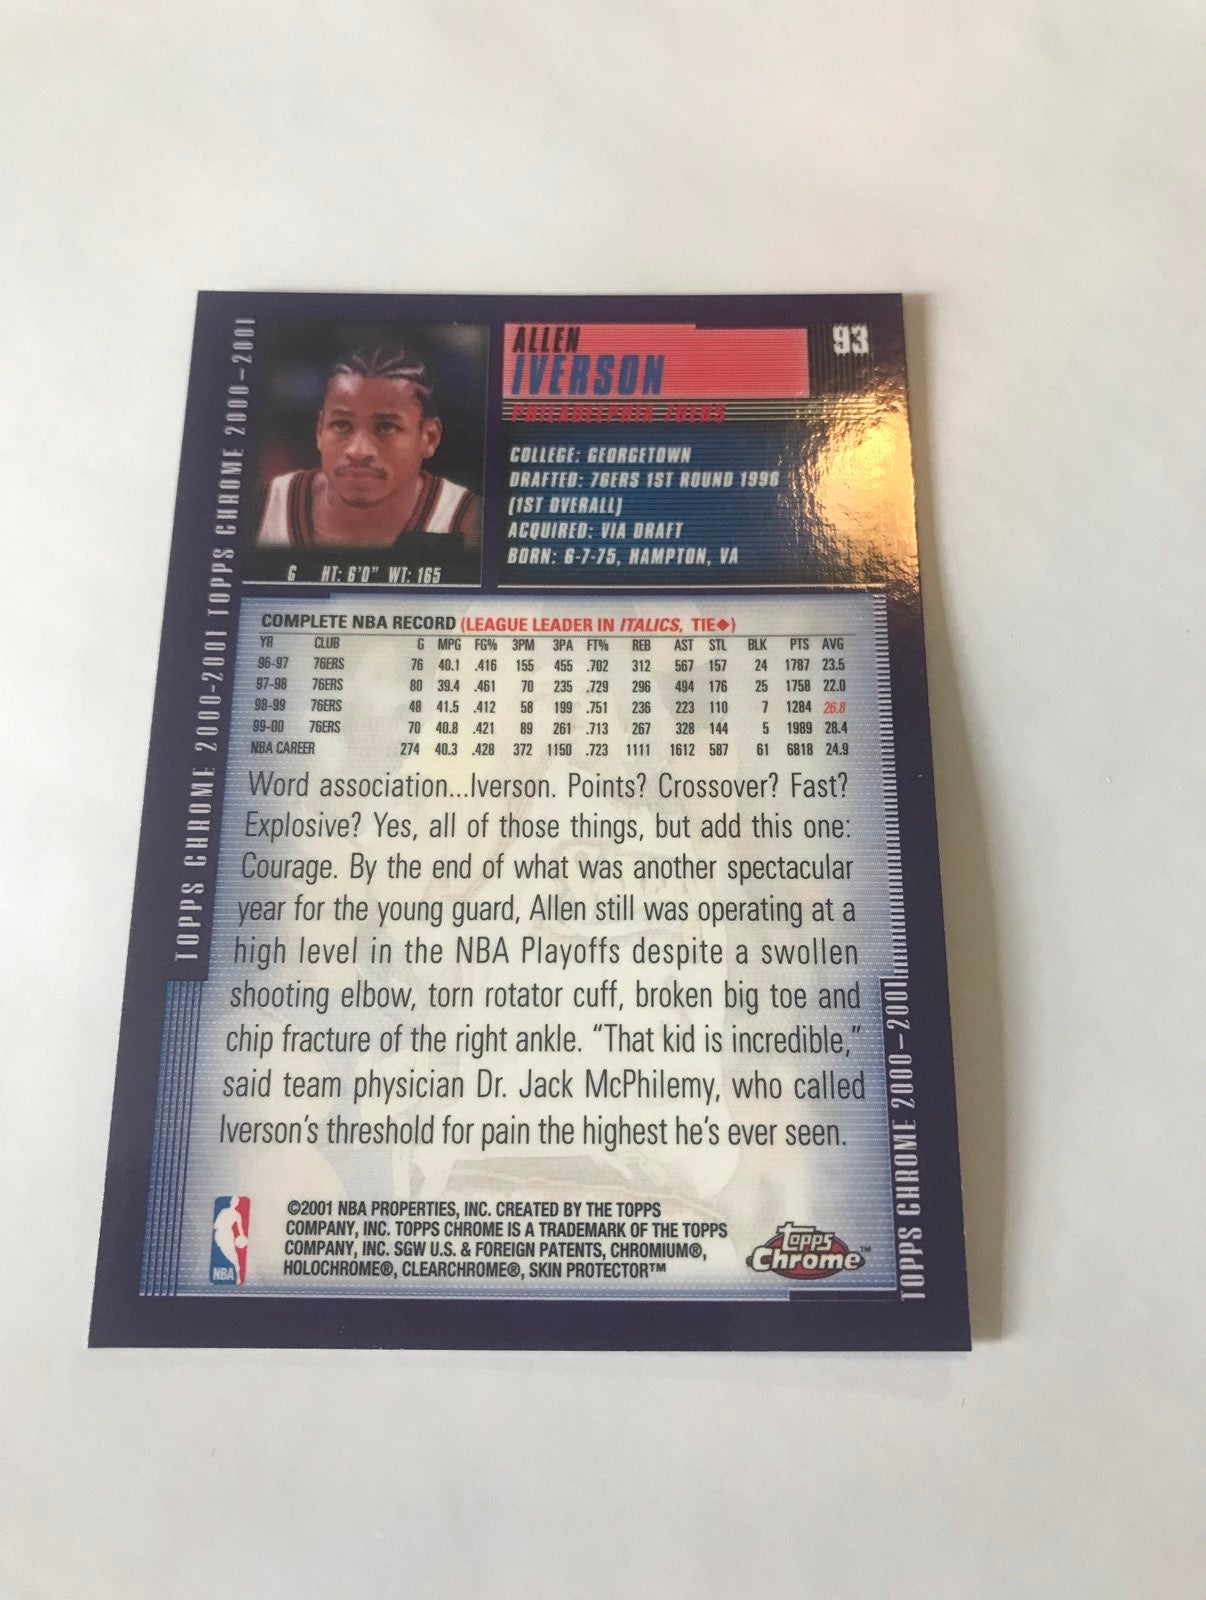 TOPPS CHROME 2000-2001 TOPPS CHROME 2000-2001
ALLEN
IVERSON
93
PHILADELPHIA 76ERS
COLLEGE: GEORGETOWN
DRAFTED: 76ERS 1ST ROUND 1996
(1ST OVERALL)
ACQUIRED: VIA DRAFT
BORN: 6-7-75, HAMPTON, VA
G HT: 6'0" WT: 165
COMPLETE NBA RECORD (LEAGUE LEADER IN ITALICS, TIE◆)
YR CLUB G MPG FG% 3PM 3PA FT% REB AST STL BLK PTS AVG
96-97 76ERS 76 40.1 .416 155 455 .702 312 567 157 24 1787 23.5
97-98 76ERS 80 39.4 .461 70 235 .729 296 494 176 25 1758 22.0
98-99 76ERS 48 41.5 .412 58 199 .751 236 223 110 7 1284 26.8
99-00 76ERS 70 40.8 .421 89 261 .713 267 328 144 5 1989 28.4
NBA CAREER 274 40.3 .428 372 1150 .723 1111 1612 587 61 6818 24.9
Word association...Iverson. Points? Crossover? Fast?
Explosive? Yes, all of those things, but add this one:
Courage. By the end of what was another spectacular
year for the young guard, Allen still was operating at a
high level in the NBA Playoffs despite a swollen
shooting elbow, torn rotator cuff, broken big toe and
chip fracture of the right ankle. “That kid is incredible,”
said team physician Dr. Jack McPhilemy, who called
Iverson's threshold for pain the highest he's ever seen.
©2001 NBA PROPERTIES, INC. CREATED BY THE TOPPS
COMPANY, INC. TOPPS CHROME IS A TRADEMARK OF THE TOPPS
COMPANY, INC. SGW U.S. & FOREIGN PATENTS, CHROMIUM®,
HOLOCHROME®, CLEARCHROME®, SKIN PROTECTOR™
NBA
Topps
Chrome™
TOPPS CHROME 2000-2001